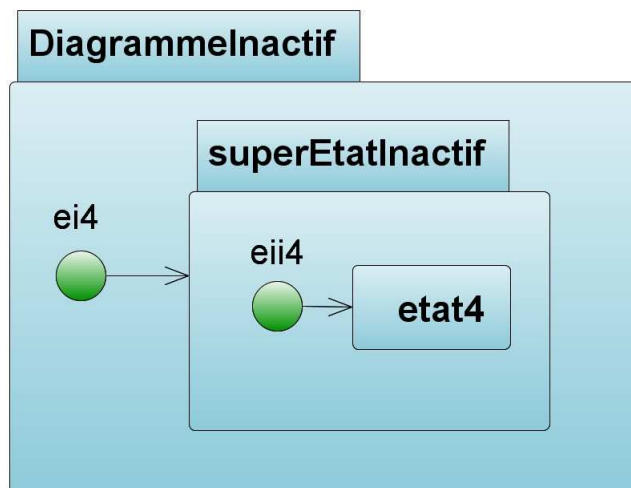 DiagrammeInactif
superEtatInactif
ei4
eii4
etat4